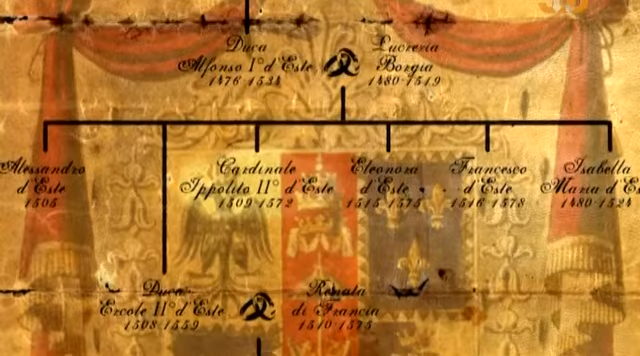 Duca
Alfonso I° d'Este
1476-1534
Lucrezia
Borgia
1480-1519
Alessandro
d'Este
1505
Cardinale
Ippolito II° d'Este
1509-1572
Eleonora
d'Este
1515-1575
Francesco
d'Este
1516-1578
Isabella
Maria d'Es
1480-1524
Duca
Ercole II° d'Este
1508-1559
Renata
di Francia
1510-1575